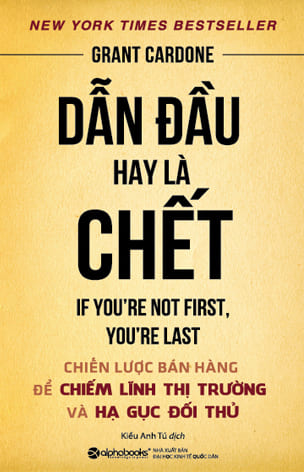 NEW YORK TIMES BESTSELLER
GRANT CARDONE
DẪN ĐẦU
HAY LÀ
CHẾT
IF YOU'RE NOT FIRST,
YOU'RE LAST
CHIẾN LƯỢC BÁN HÀNG
ĐỂ CHIẾM LĨNH THỊ TRƯỜNG
VÀ HẠ GỤC ĐỐI THỦ
Kiều Anh Tú dịch
alphabooks
NHÀ XUẤT BẢN
ĐẠI HỌC KINH TẾ QUỐC DÂN